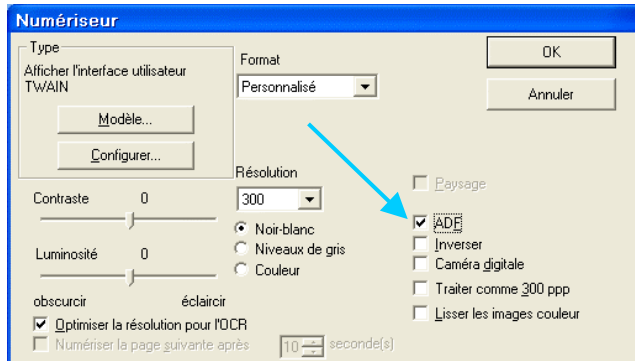 Numériseur
Type
Afficher l'interface utilisateur
TWAIN
Modèle...
Configurer...
Format
Personnalisé
OK
Annuler
Résolution
300
Noir-blanc
Niveaux de gris
Couleur
Contraste 0
Luminosité 0
obscurcir éclaircir
Optimiser la résolution pour l'OCR
Numériser la page suivante après 10 seconde(s)
Paysage
ADF
Inverser
Caméra digitale
Traiter comme 300 ppp
Lisser les images couleur